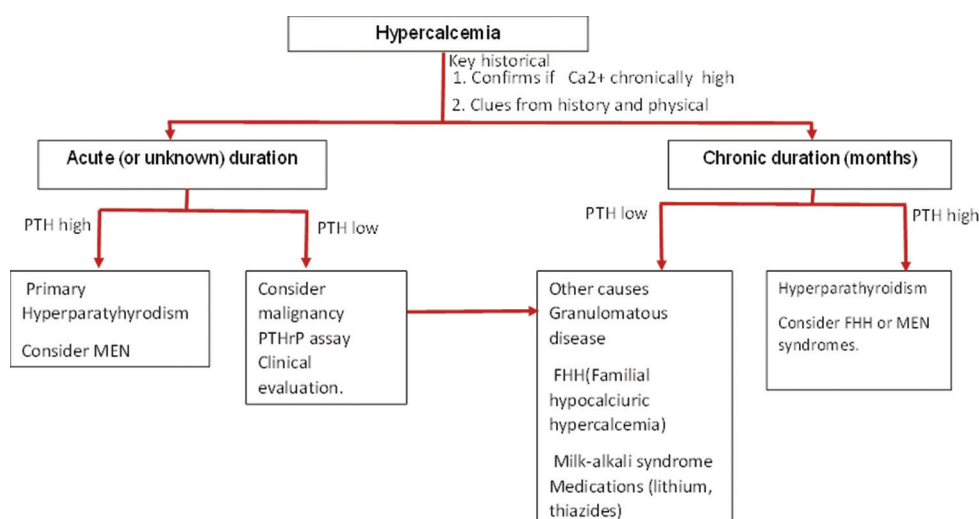 Hypercalcemia
Key historical
1. Confirms if Ca2+ chronically high
2. Clues from history and physical
Acute (or unknown) duration
Chronic duration (months)
PTH high
PTH low
PTH low
PTH high
Primary
Hyperparatyhyrodism
Consider MEN
Consider
malignancy
PTHrP assay
Clinical
evaluation.
Other causes
Granulomatous
disease
FHH(Familial
hypocalciuric
hypercalcemia)
Milk-alkali syndrome
Medications (lithium,
thiazides)
Hyperparathyroidism
Consider FHH or MEN
syndromes.